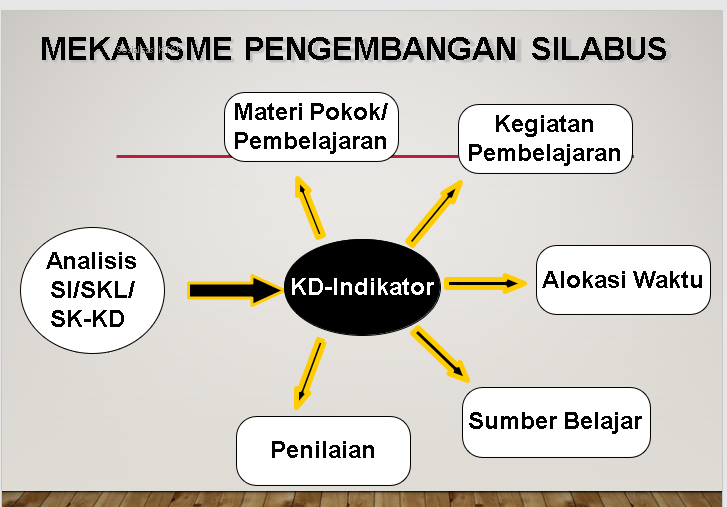 MEKANISME PENGEMBANGAN SILABUS
Materi Pokok/
Pembelajaran
Kegiatan
Pembelajaran
Analisis
SI/SKL/
SK-KD
KD-Indikator
Alokasi Waktu
Sumber Belajar
Penilaian